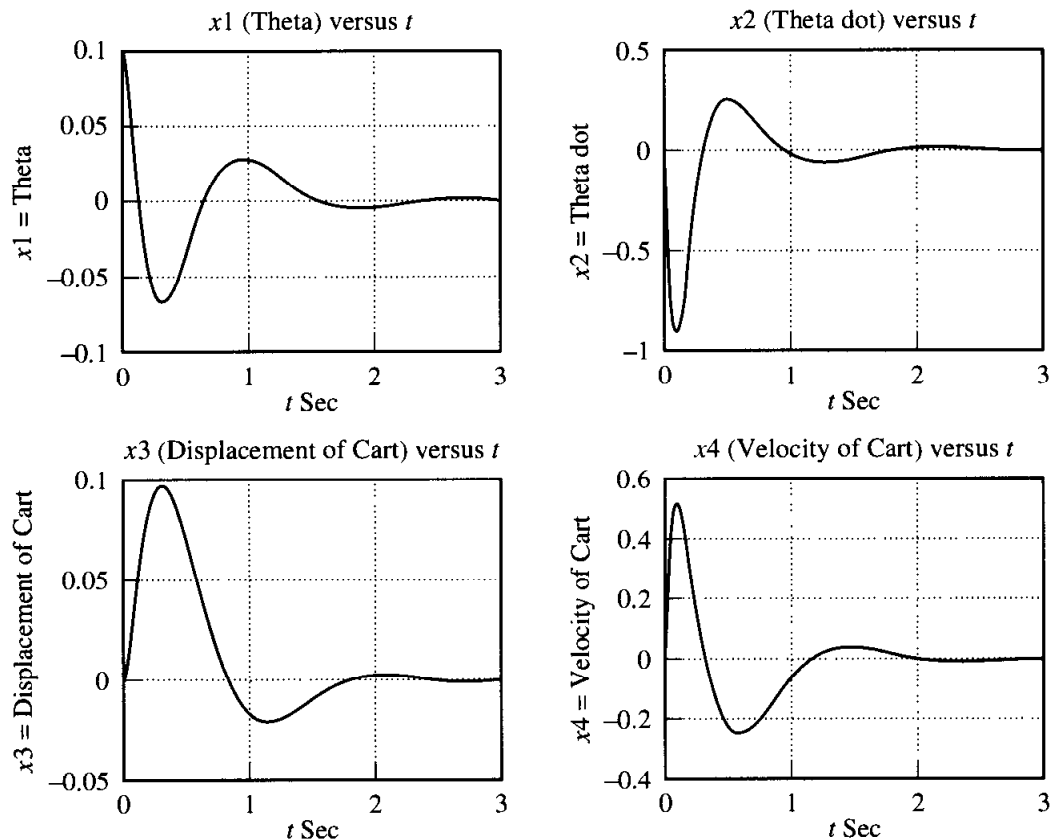 x1 (Theta) versus t
0.1
0.05
0
−0.05
−0.1
x1 = Theta
0 1 2 3
t Sec
x2 (Theta dot) versus t
0.5
0
−0.5
−1
x2 = Theta dot
0 1 2 3
t Sec
x3 (Displacement of Cart) versus t
0.1
0.05
0
−0.05
x3 = Displacement of Cart
0 1 2 3
t Sec
x4 (Velocity of Cart) versus t
0.6
0.4
0.2
0
−0.2
−0.4
x4 = Velocity of Cart
0 1 2 3
t Sec